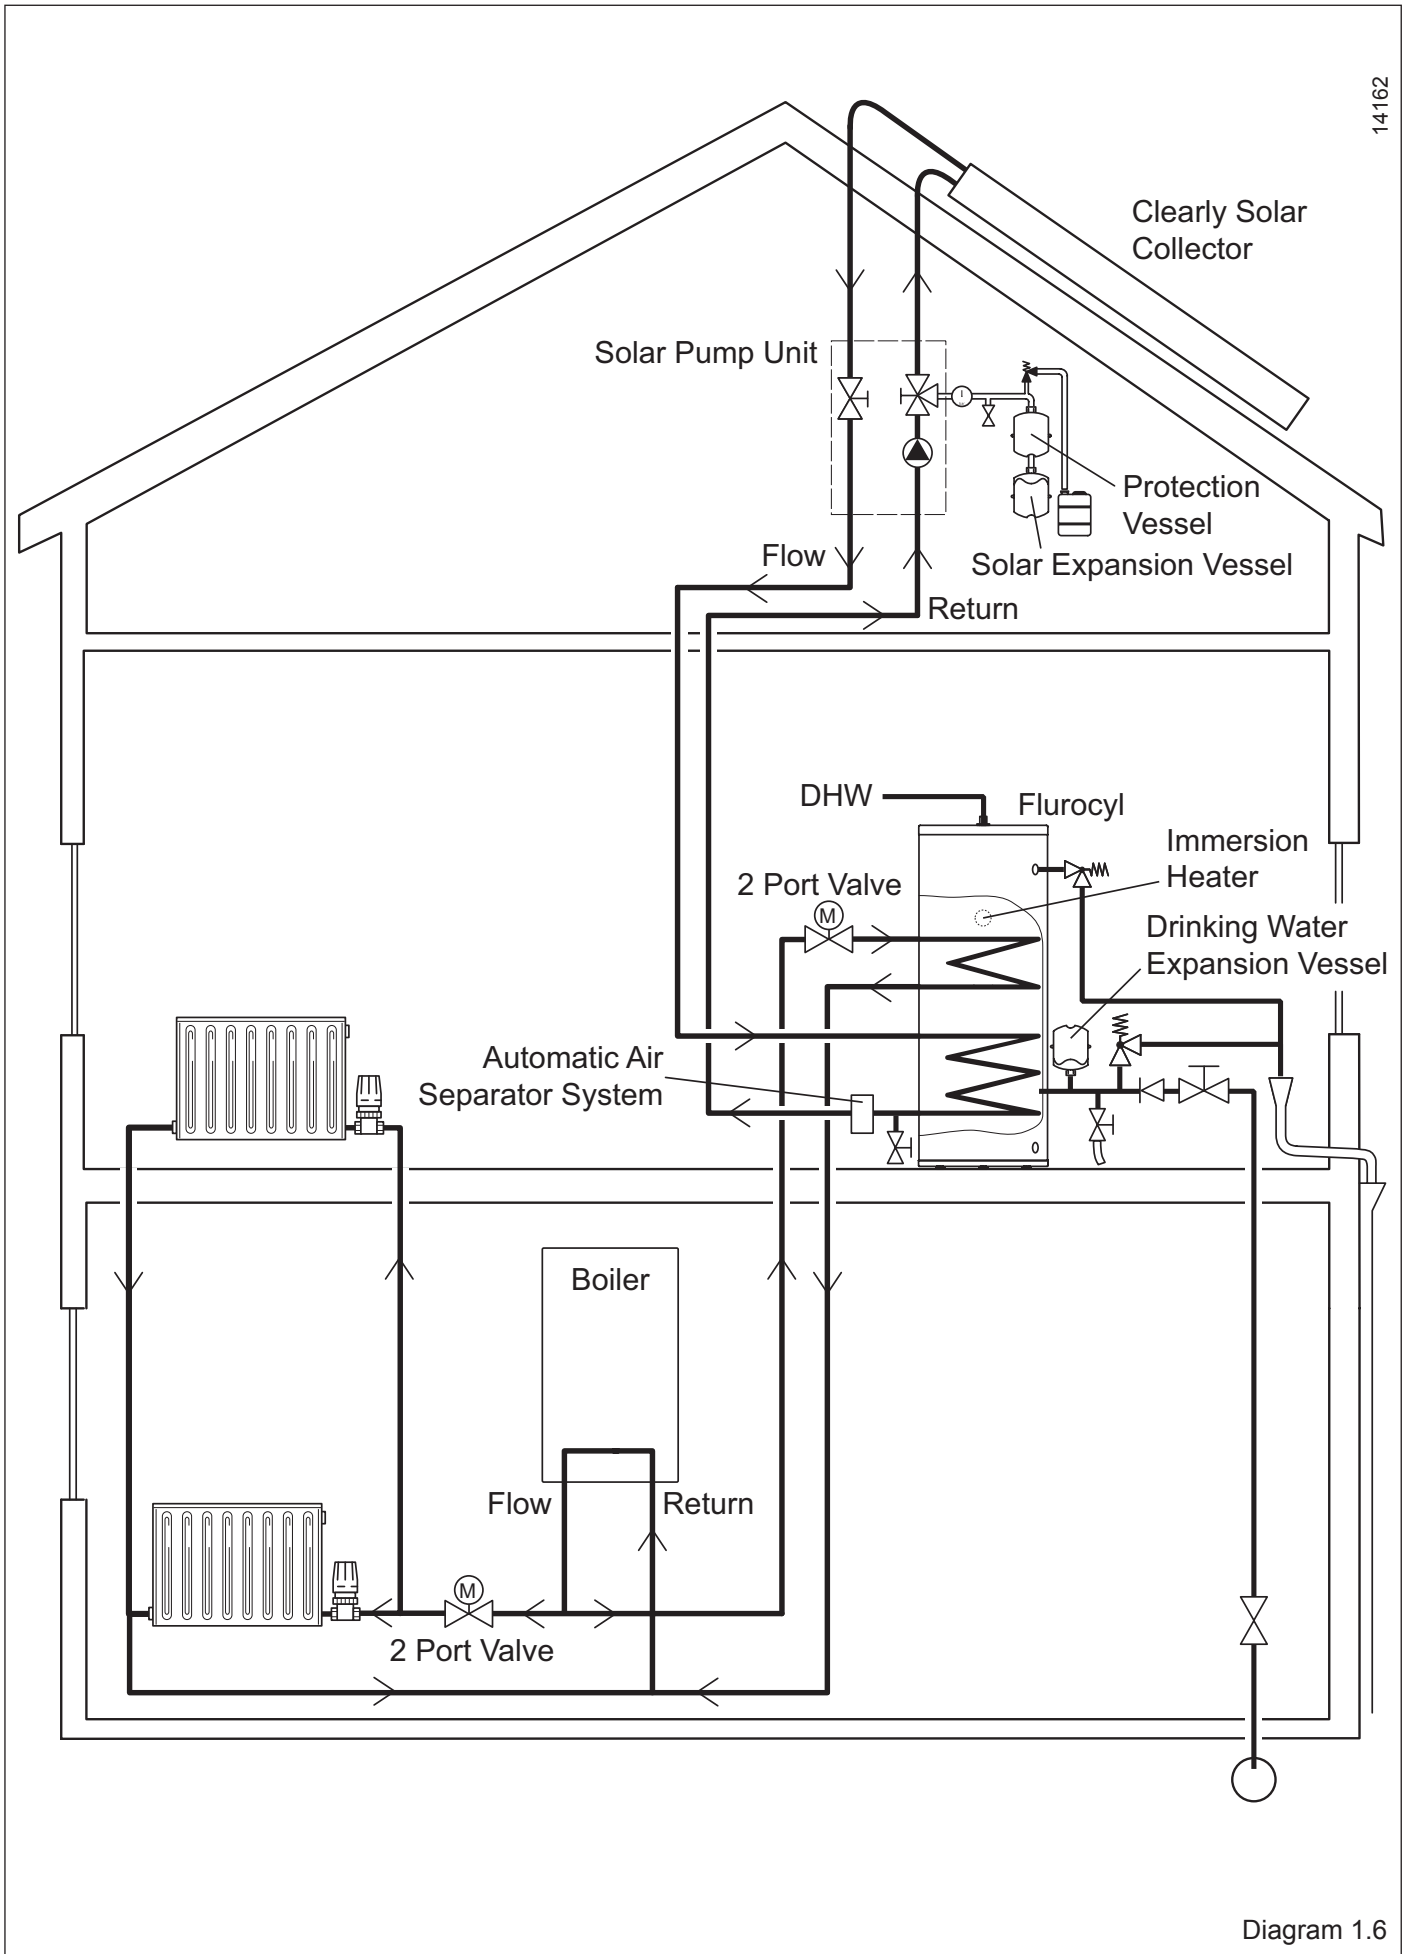 14162
Clearly Solar
Collector
Solar Pump Unit
Protection
Vessel
Flow
Solar Expansion Vessel
Return
DHW
Flurocyl
Immersion
Heater
2 Port Valve
M
Drinking Water
Expansion Vessel
Automatic Air
Separator System
Boiler
Flow
Return
M
2 Port Valve
Diagram 1.6